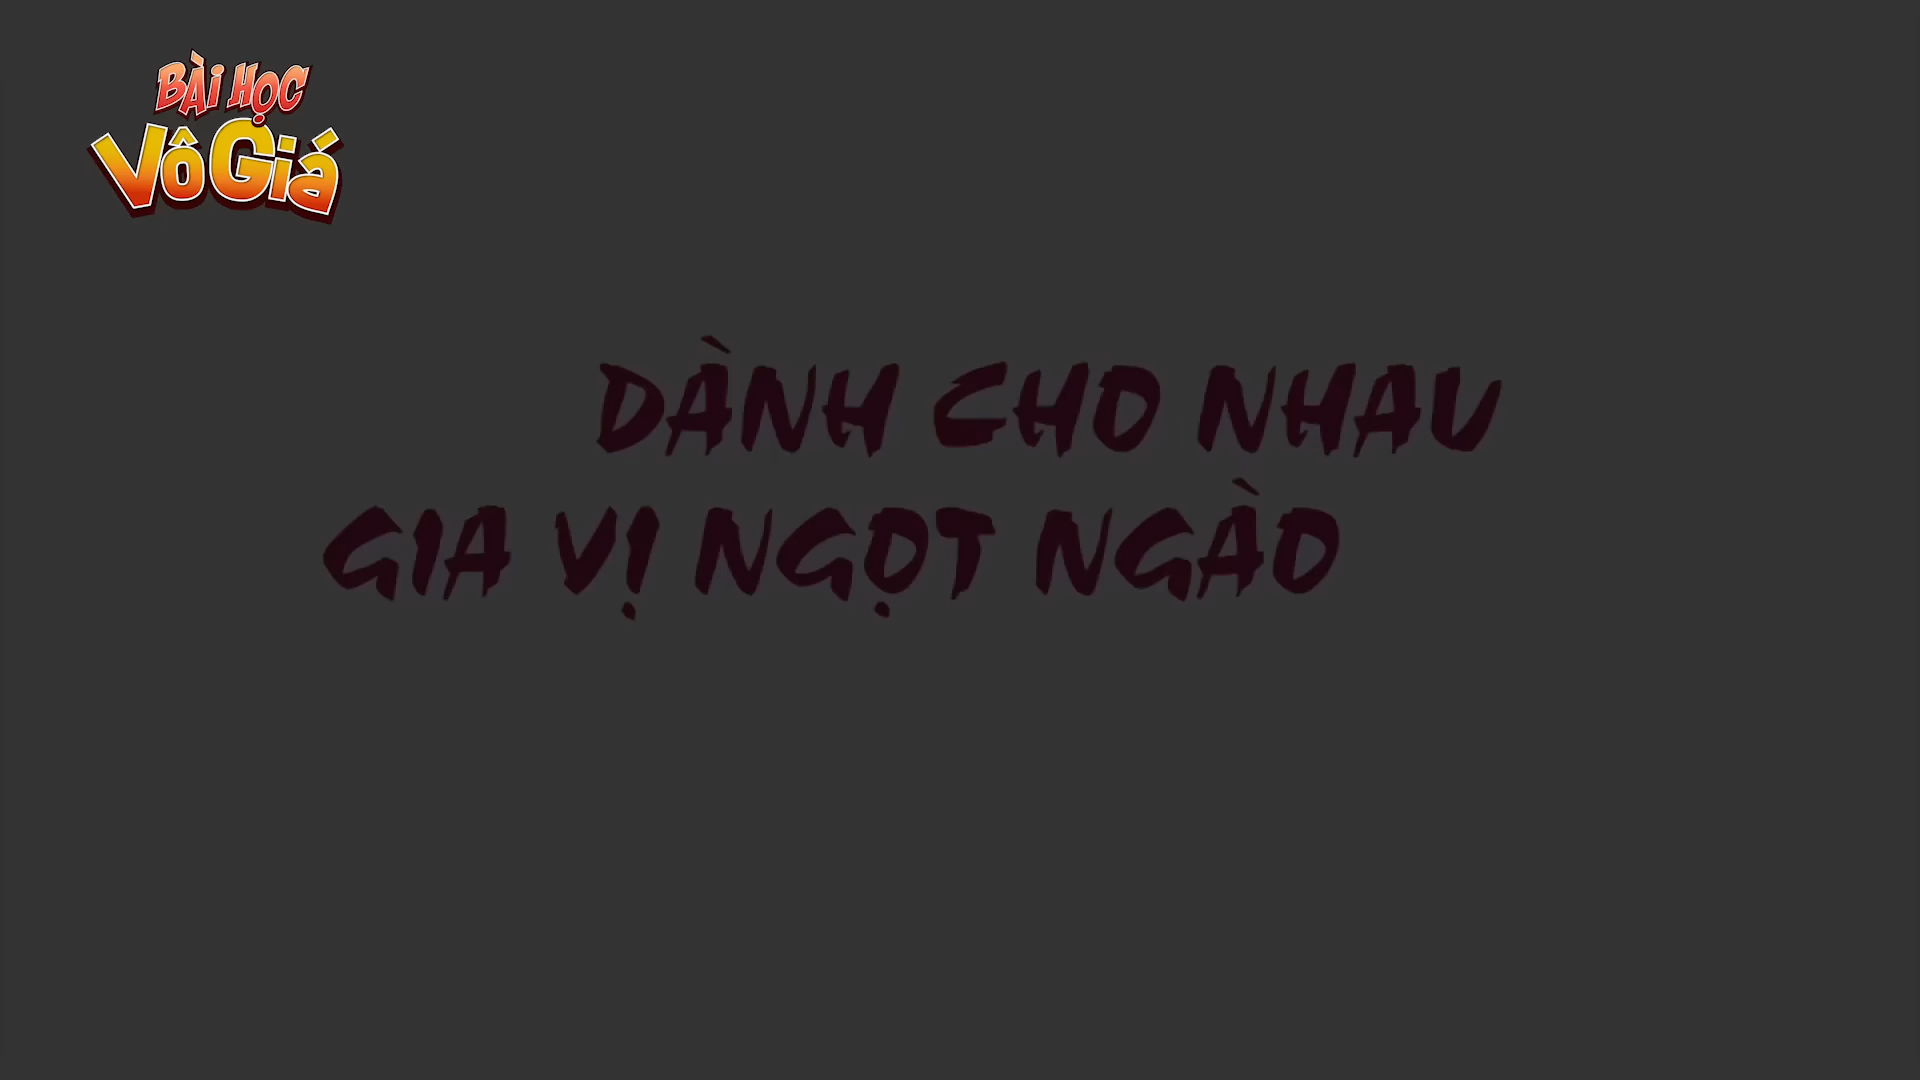 BÀI HỌC
VÔ GIÁ
DÀNH CHO NHAU
GIA VỊ NGỌT NGÀO